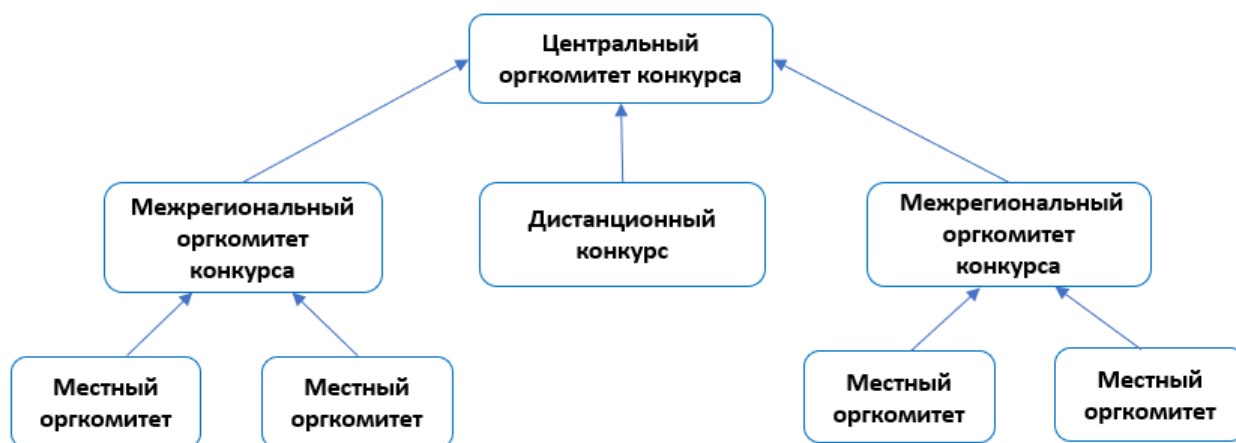 Центральный
оргкомитет конкурса
Межрегиональный
оргкомитет
конкурса
Дистанционный
конкурс
Межрегиональный
оргкомитет
конкурса
Местный
оргкомитет
Местный
оргкомитет
Местный
оргкомитет
Местный
оргкомитет